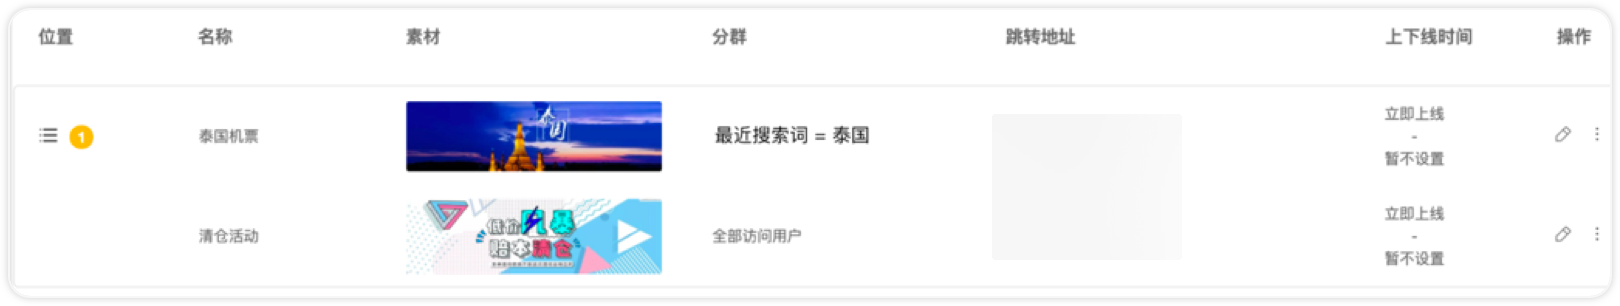 位置 名称 素材 分群 跳转地址 上下线时间 操作
1 泰国机票 泰国 最近搜索词 = 泰国 立即上线
-
暂不设置
清仓活动 低价风暴 全部访问用户 立即上线
赔本清仓 -
暂不设置